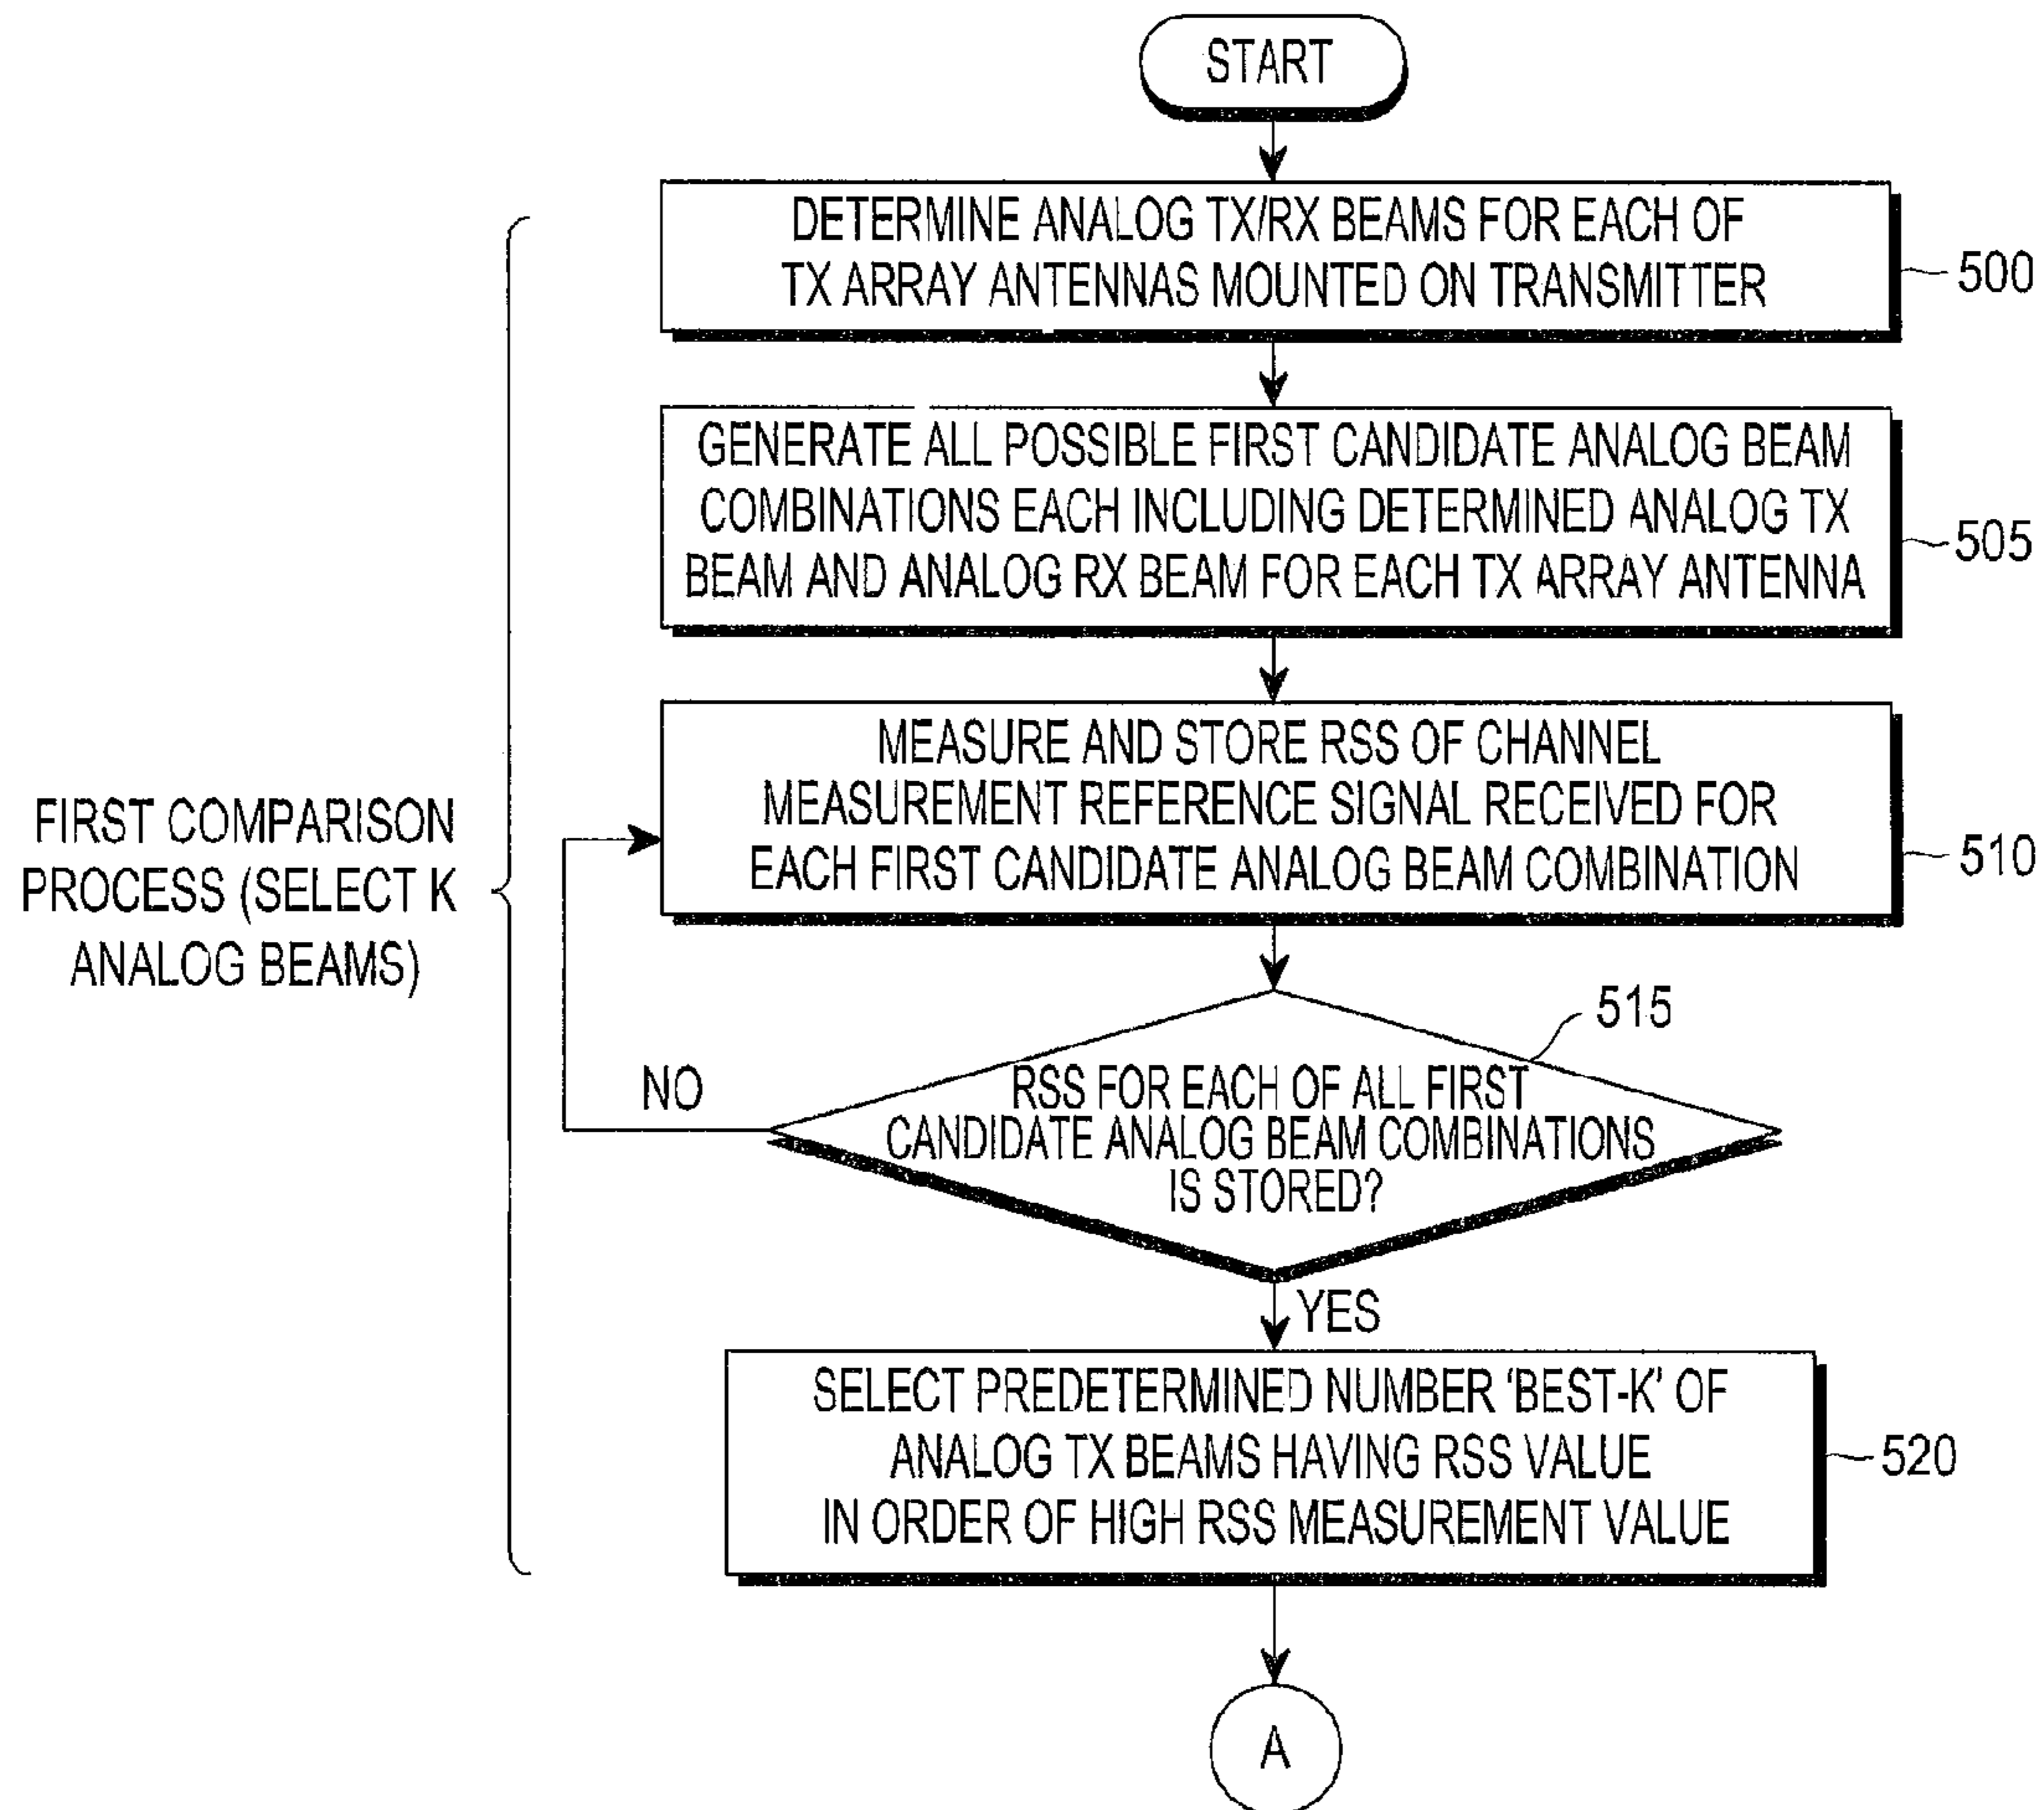 START
DETERMINE ANALOG TX/RX BEAMS FOR EACH OF
TX ARRAY ANTENNAS MOUNTED ON TRANSMITTER
500
GENERATE ALL POSSIBLE FIRST CANDIDATE ANALOG BEAM
COMBINATIONS EACH INCLUDING DETERMINED ANALOG TX
BEAM AND ANALOG RX BEAM FOR EACH TX ARRAY ANTENNA
505
MEASURE AND STORE RSS OF CHANNEL
MEASUREMENT REFERENCE SIGNAL RECEIVED FOR
EACH FIRST CANDIDATE ANALOG BEAM COMBINATION
510
FIRST COMPARISON
PROCESS (SELECT K
ANALOG BEAMS)
515
RSS FOR EACH OF ALL FIRST
CANDIDATE ANALOG BEAM COMBINATIONS
IS STORED?
NO
YES
SELECT PREDETERMINED NUMBER 'BEST-K' OF
ANALOG TX BEAMS HAVING RSS VALUE
IN ORDER OF HIGH RSS MEASUREMENT VALUE
520
A